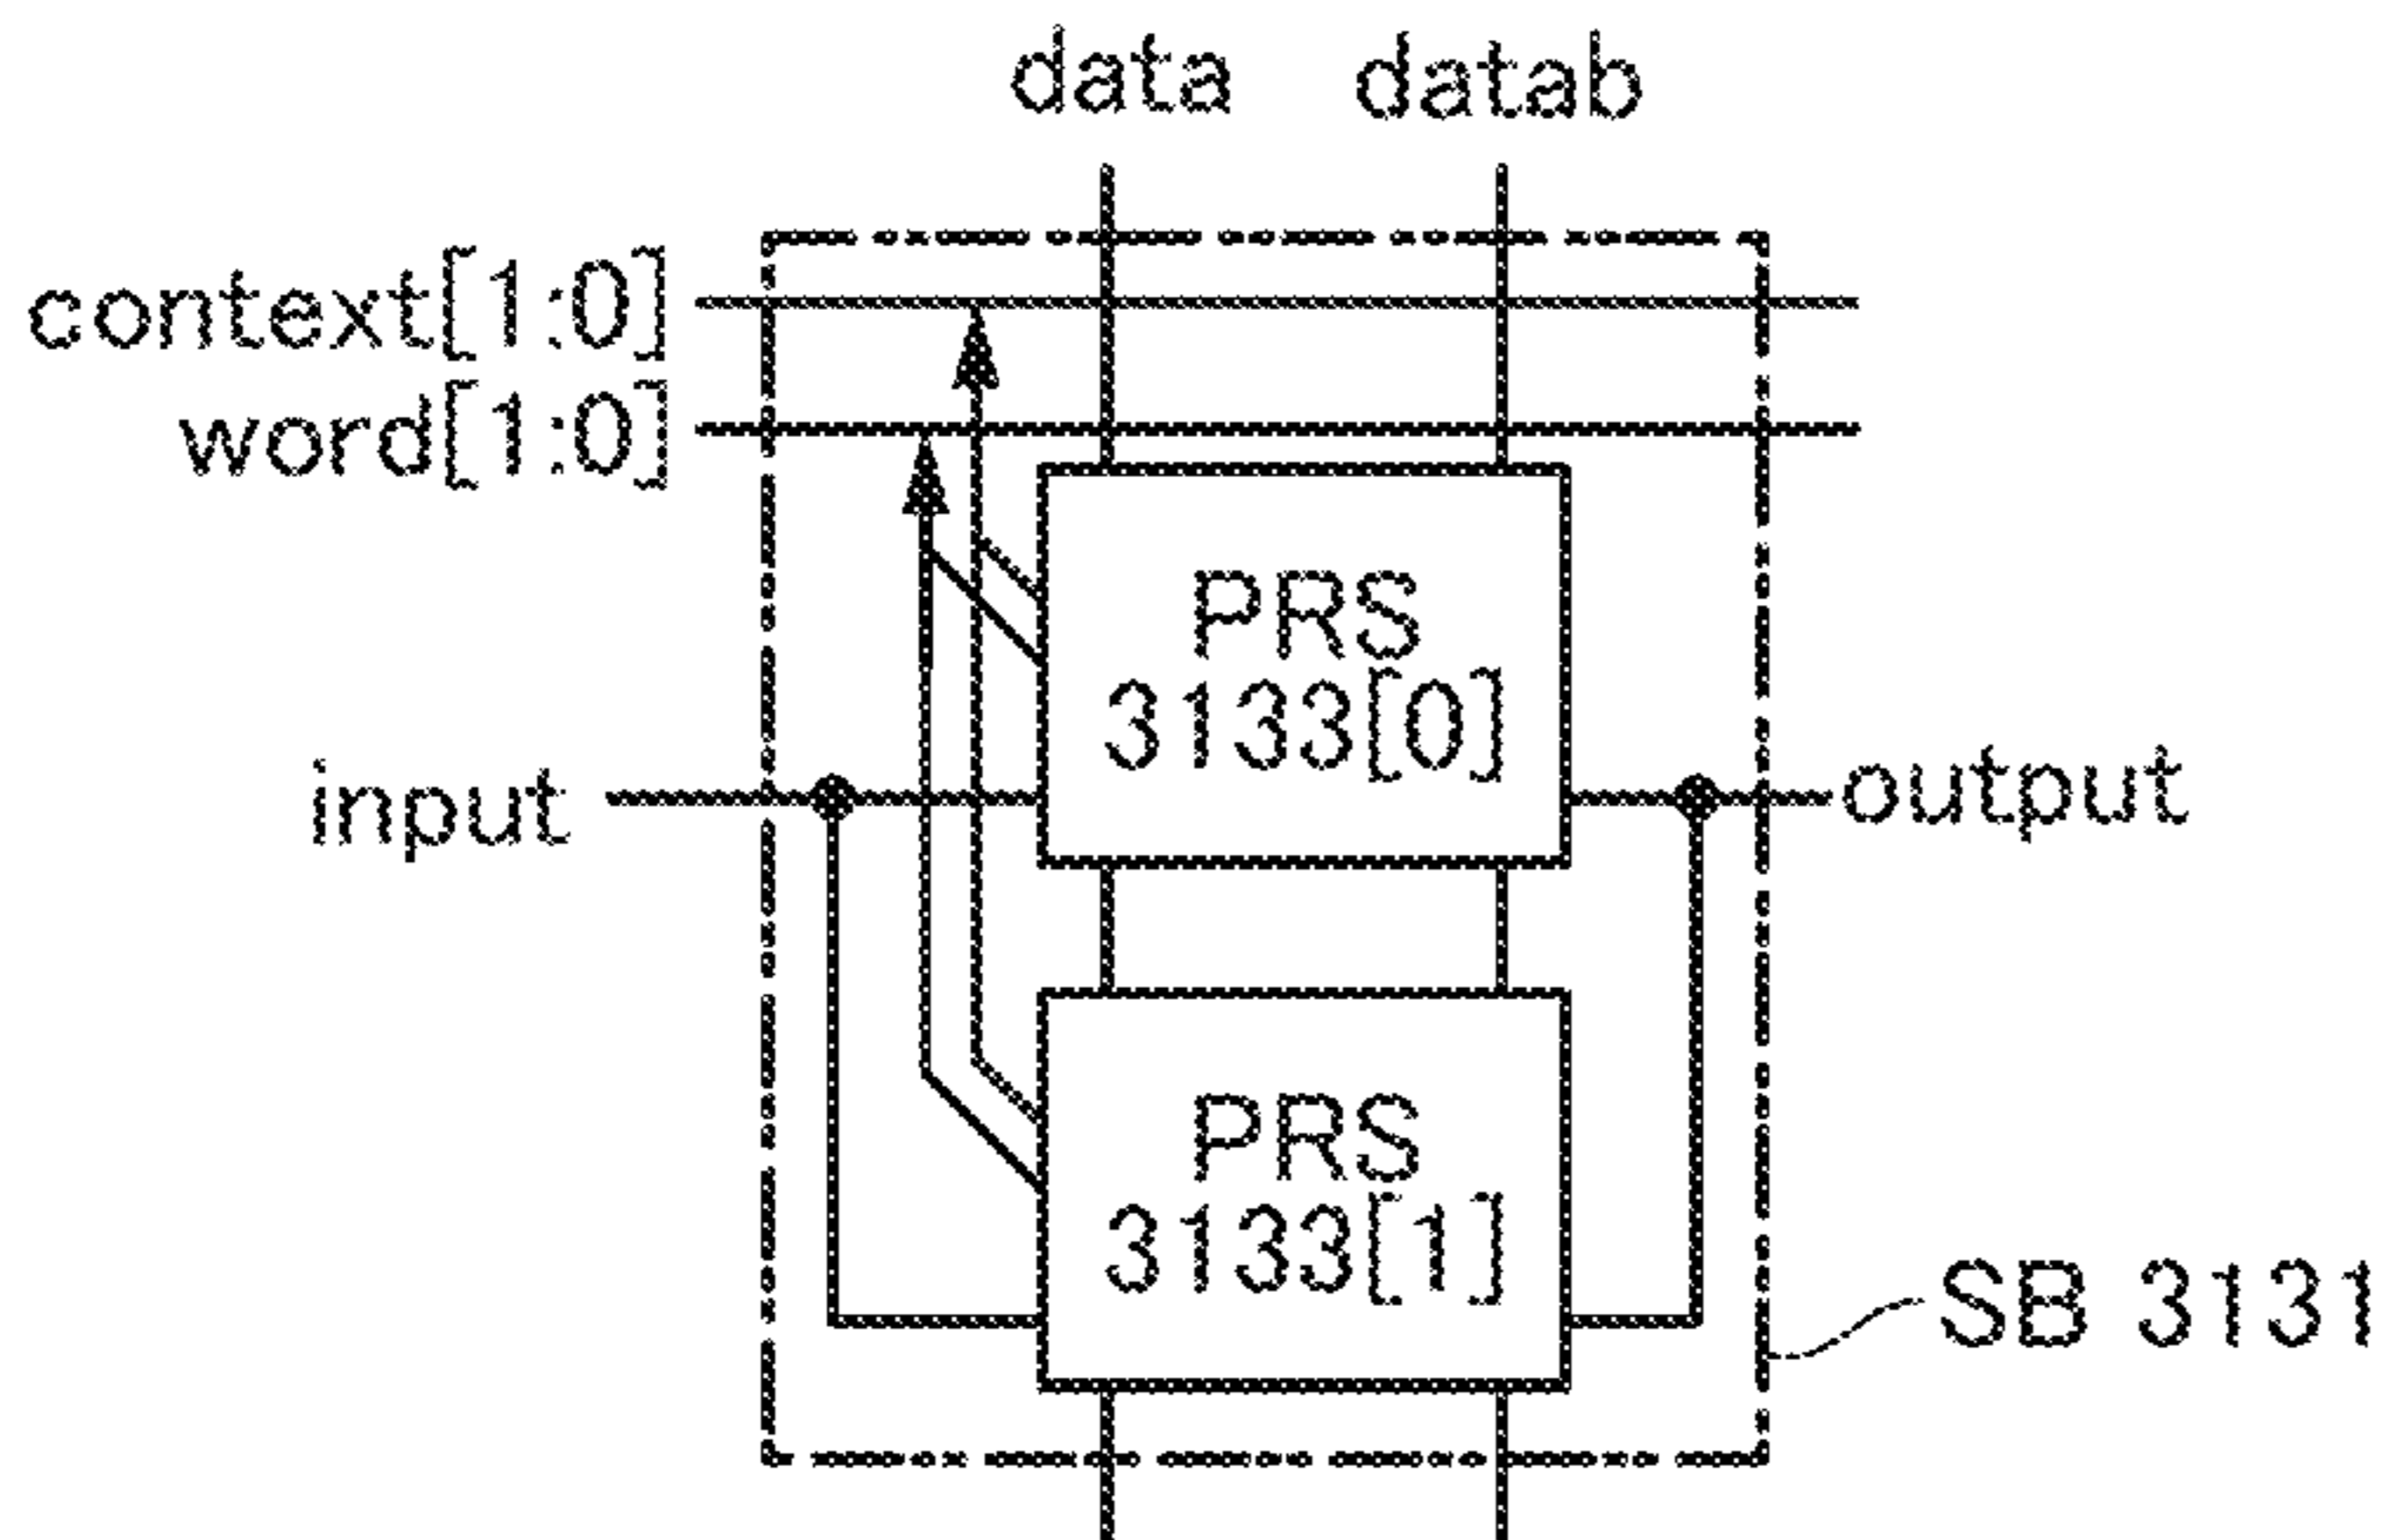 data datab
context[1:0]
word[1:0]
PRS
3133[0]
input
output
PRS
3133[1]
SB 3131